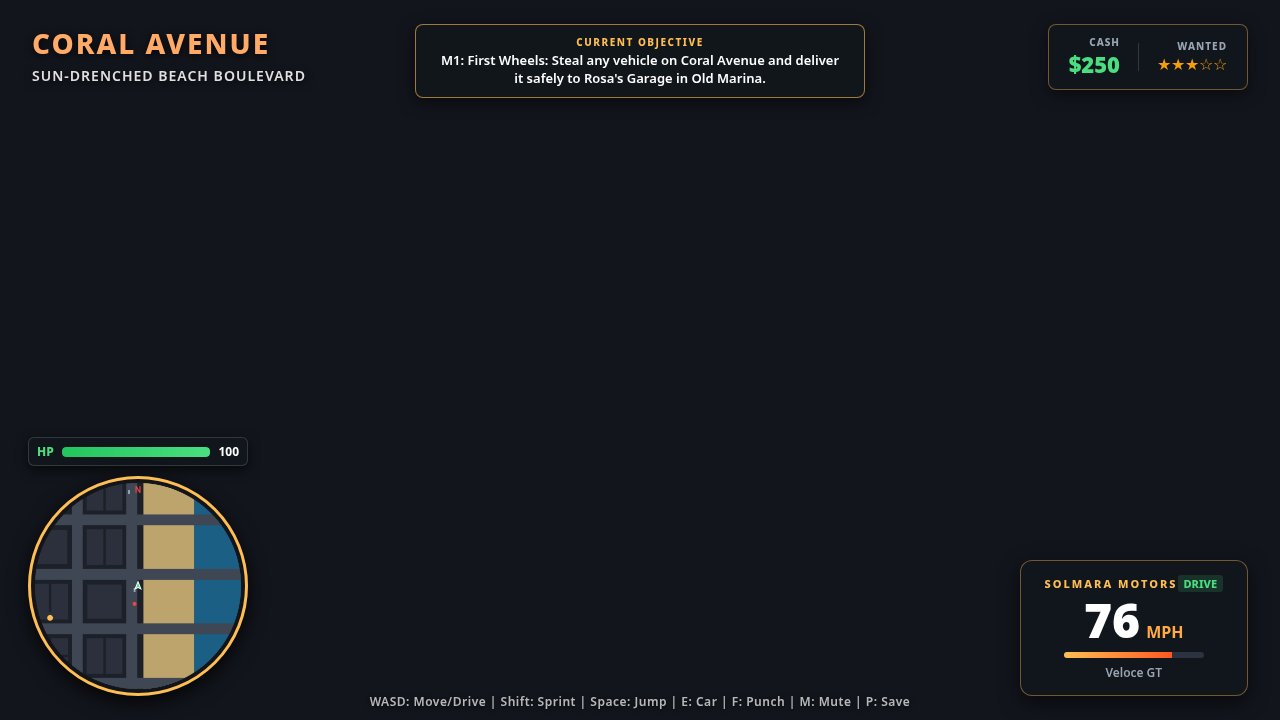 CORAL AVENUE
SUN-DRENCHED BEACH BOULEVARD
CURRENT OBJECTIVE
M1: First Wheels: Steal any vehicle on Coral Avenue and deliver
it safely to Rosa's Garage in Old Marina.
CASH
$250
WANTED
★★★☆☆
HP 100
N
SOLMARA MOTORS DRIVE
76 MPH
Veloce GT
WASD: Move/Drive | Shift: Sprint | Space: Jump | E: Car | F: Punch | M: Mute | P: Save